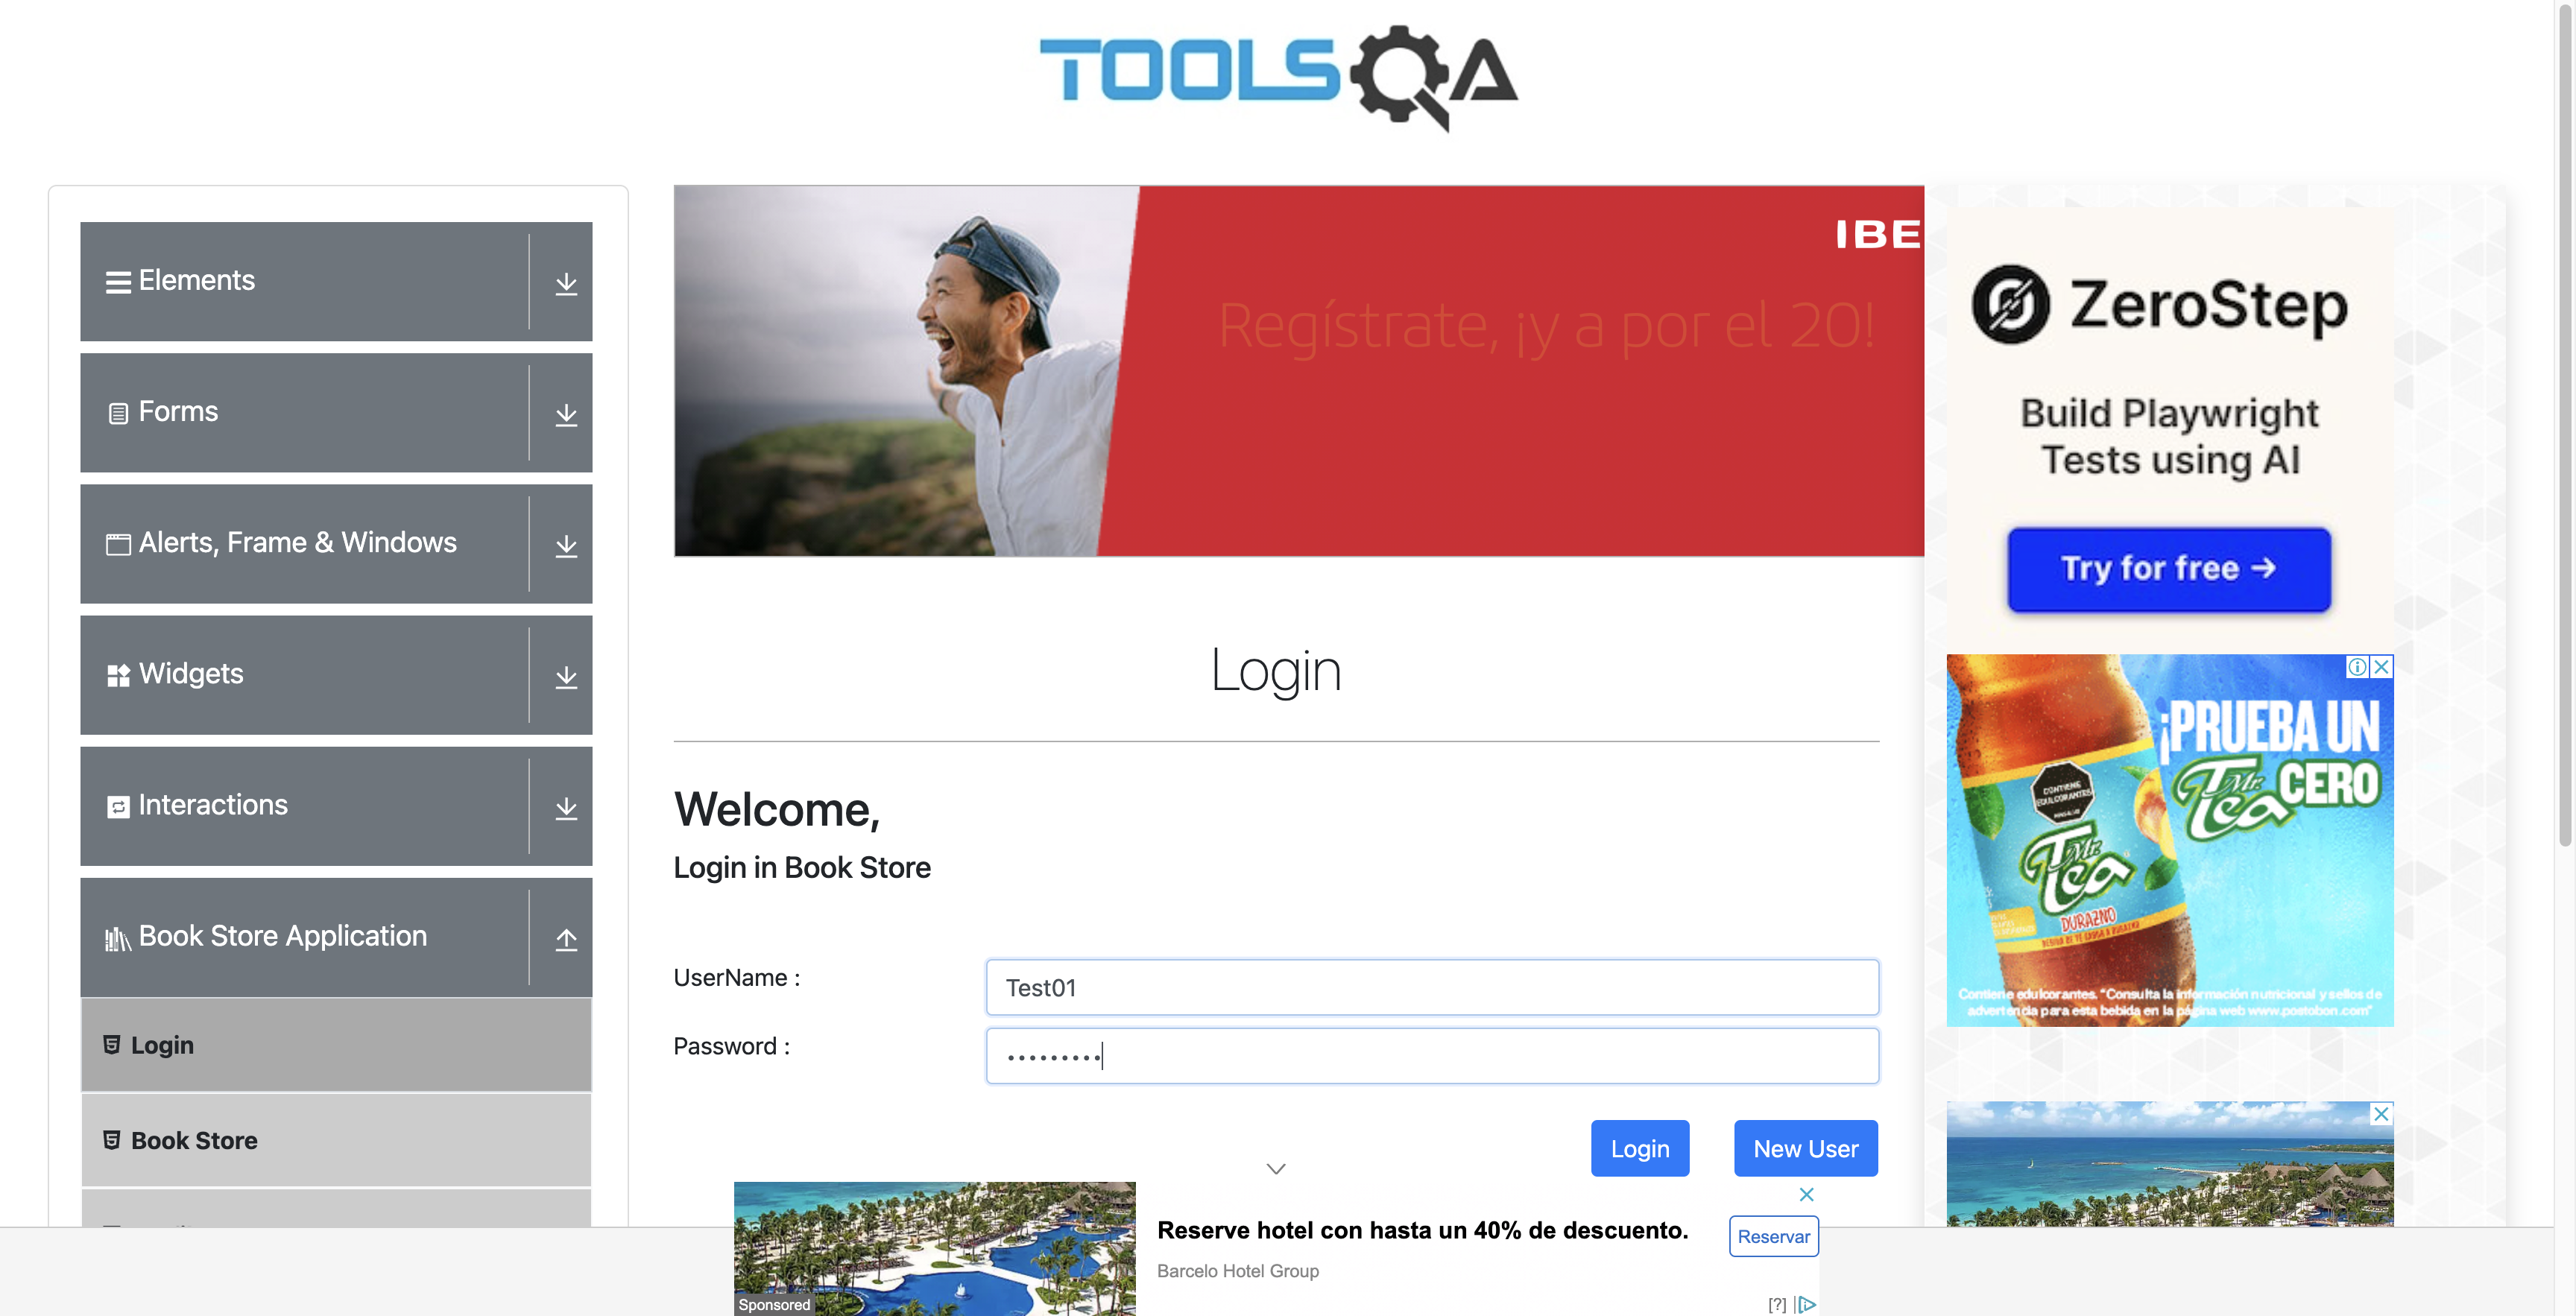 TOOLSQA
Elements
Forms
Alerts, Frame & Windows
Widgets
Interactions
Book Store Application
Login
Book Store
IBE
Regístrate, ¡y a por el 20!
Login
Welcome,
Login in Book Store
UserName :
Test01
Password :
Login
New User
Reserve hotel con hasta un 40% de descuento.
Barcelo Hotel Group
Reservar
Sponsored
[?]
ZeroStep
Build Playwright
Tests using AI
Try for free →
¡PRUEBA UN
Mr. Tea CERO
CONTIENE
EDULCORANTES
Mr. Tea
DURAZNO
Contiene edulcorantes. "Consulta la información nutricional y sellos de
advertencia para esta bebida en la página web www.postobon.com"